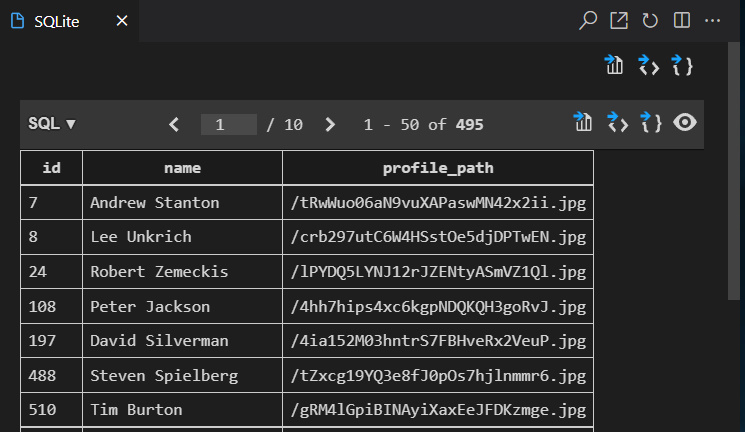 SQLite
SQL ▼ < 1 / 10 > 1 - 50 of 495
id name profile_path
7 Andrew Stanton /tRwWuo06aN9vuXAPaswMN42x2ii.jpg
8 Lee Unkrich /crb297utC6W4HSstOe5djDPTwEN.jpg
24 Robert Zemeckis /lPYDQ5LYNJ12rJZENtyASmVZ1Ql.jpg
108 Peter Jackson /4hh7hips4xc6kgpNDQKQH3goRvJ.jpg
197 David Silverman /4ia152M03hntrS7FBHveRx2VeuP.jpg
488 Steven Spielberg /tZxcg19YQ3e8fJ0pOs7hjlnmmr6.jpg
510 Tim Burton /gRM4lGpiBINAyiXaxEeJFDKzmge.jpg